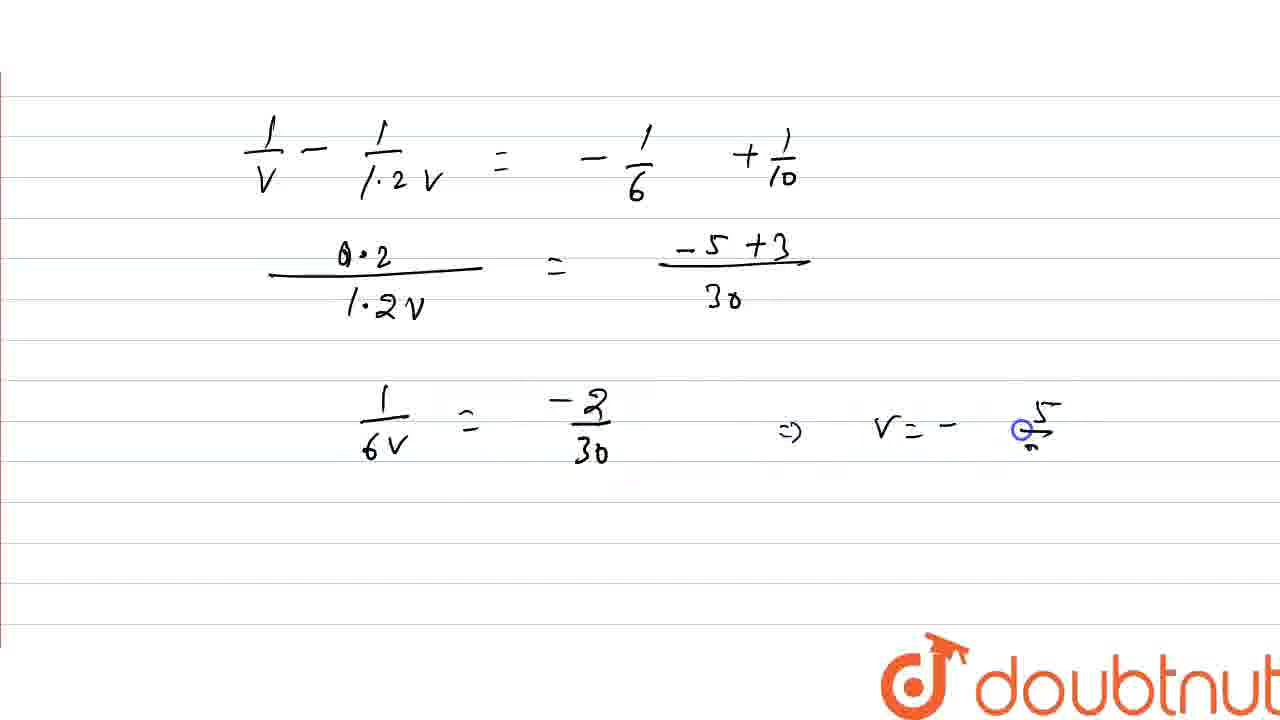 1/v - 1/1.2v = - 1/6 + 1/10
0.2/1.2v = -5+3/30
1/6v = -2/30 ⇒ v = - 5/
doubtnut